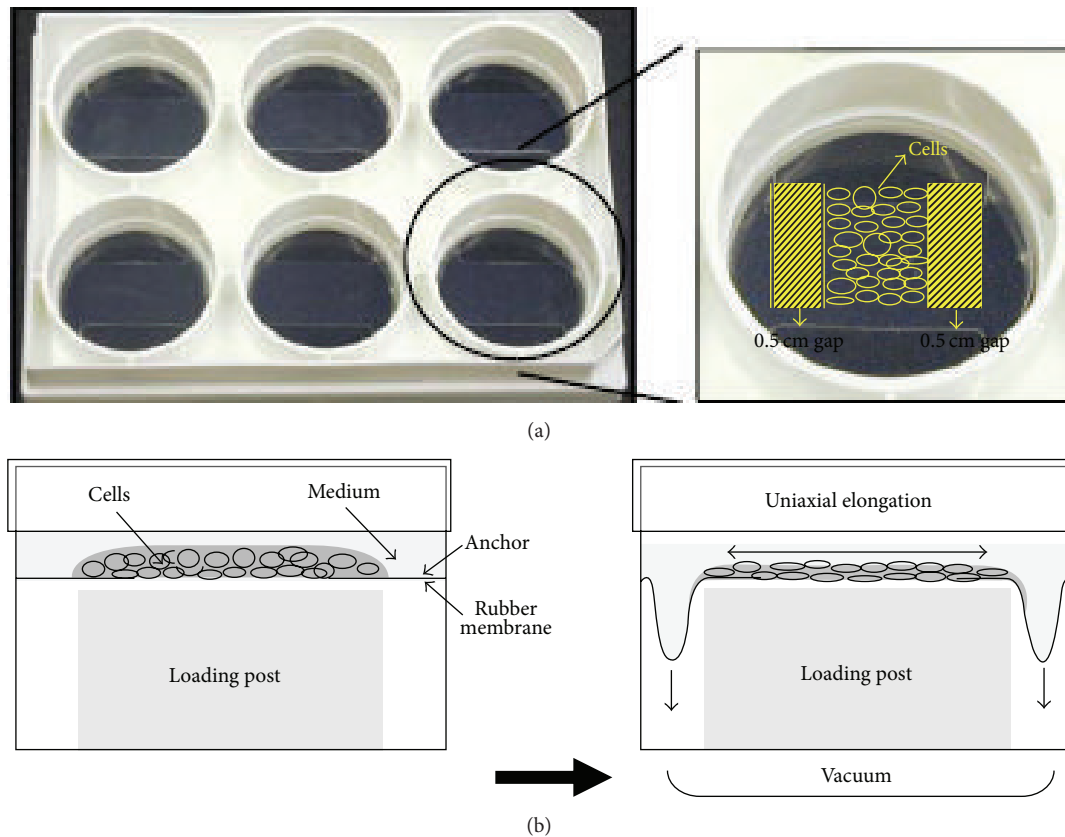 Cells
0.5 cm gap
0.5 cm gap
(a)
Cells
Medium
Anchor
Rubber
membrane
Loading post
Uniaxial elongation
Loading post
Vacuum
(b)